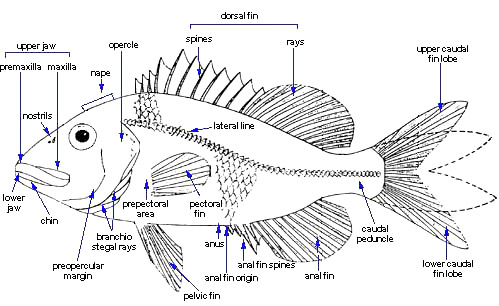 dorsal fin
upper jaw
premaxilla
maxilla
nape
opercle
spines
rays
upper caudal
fin lobe
nostrils
lateral line
lower
jaw
chin
branchio
stegal rays
preopercular
margin
prepectoral
area
pectoral
fin
pelvic fin
anus
anal fin origin
anal fin spines
anal fin
caudal
peduncle
lower caudal
fin lobe